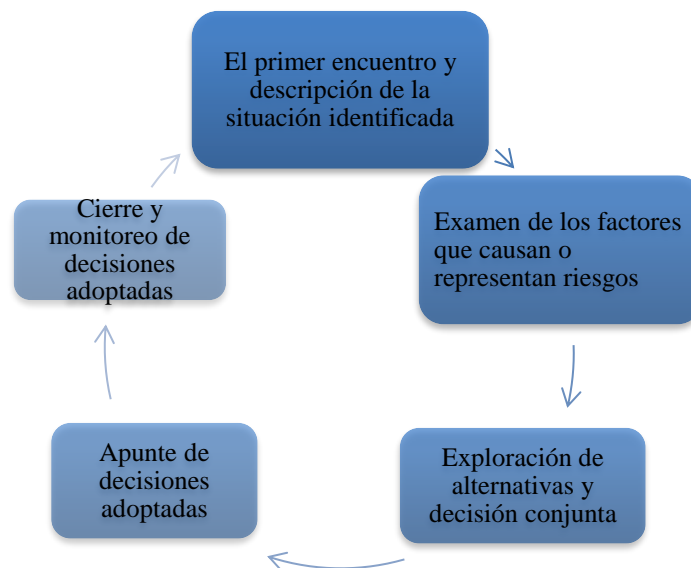 El primer encuentro y
descripción de la
situación identificada
Examen de los factores
que causan o
representan riesgos
Exploración de
alternativas y
decisión conjunta
Apunte de
decisiones
adoptadas
Cierre y
monitoreo de
decisiones
adoptadas